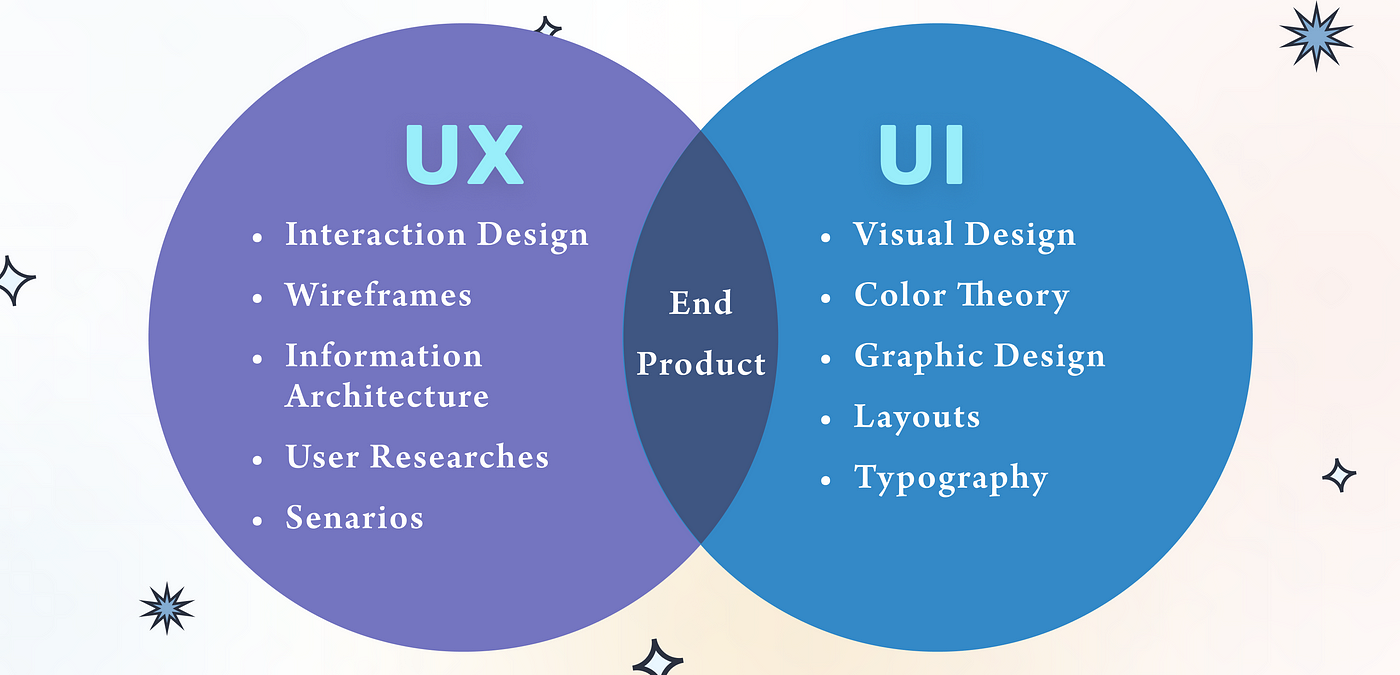 UX
• Interaction Design
• Wireframes
• Information
Architecture
• User Researches
• Senarios
End
Product
UI
• Visual Design
• Color Theory
• Graphic Design
• Layouts
• Typography